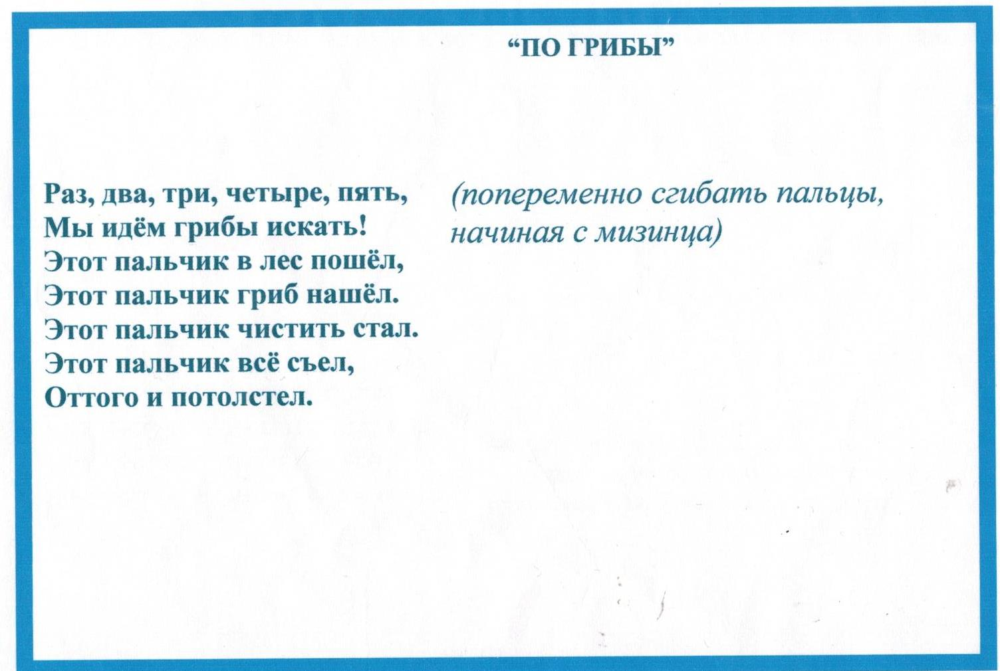 “ПО ГРИБЫ”
Раз, два, три, четыре, пять,
Мы идём грибы искать!
Этот пальчик в лес пошёл,
Этот пальчик гриб нашёл.
Этот пальчик чистить стал.
Этот пальчик всё съел,
Оттого и потолстел.
(попеременно сгибать пальцы,
начиная с мизинца)